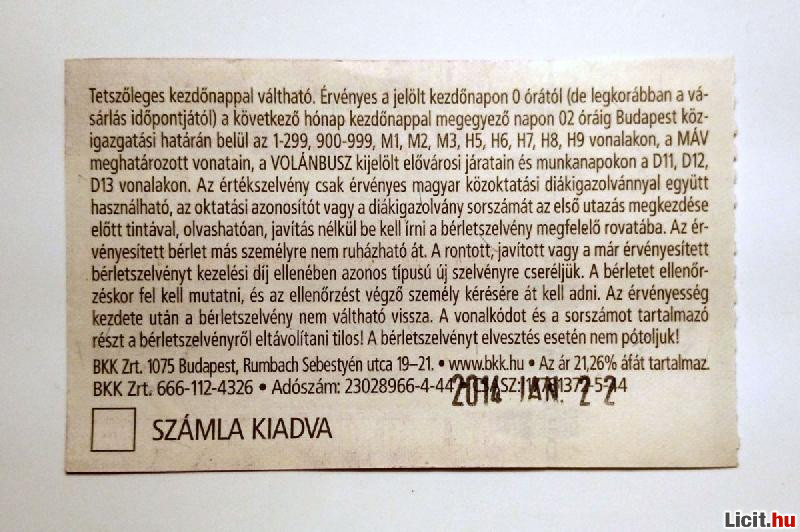 Tetszőleges kezdőnappal váltható. Érvényes a jelölt kezdőnapon 0 órától (de legkorábban a vá-
sárlás időpontjától) a következő hónap kezdőnappal megegyező napon 02 óráig Budapest köz-
igazgatási határán belül az 1-299, 900-999, M1, M2, M3, H5, H6, H7, H8, H9 vonalakon, a MÁV
meghatározott vonatain, a VOLÁNBUSZ kijelölt elővárosi járatain és munkanapokon a D11, D12,
D13 vonalakon. Az értékszelvény csak érvényes magyar közoktatási diákigazolvánnyal együtt
használható, az oktatási azonosítót vagy a diákigazolvány sorszámát az első utazás megkezdése
előtt tintával, olvashatóan, javítás nélkül be kell írni a bérletszelvény megfelelő rovatába. Az ér-
vényesített bérlet más személyre nem ruházható át. A rontott, javított vagy a már érvényesített
bérletszelvényt kezelési díj ellenében azonos típusú új szelvényre cseréljük. A bérletet ellenőr-
zéskor fel kell mutatni, és az ellenőrzést végző személy kérésére át kell adni. Az érvényesség
kezdete után a bérletszelvény nem váltható vissza. A vonalkódot és a sorszámot tartalmazó
részt a bérletszelvényről eltávolítani tilos! A bérletszelvényt elvesztés esetén nem pótoljuk!
BKK Zrt. 1075 Budapest, Rumbach Sebestyén utca 19–21. • www.bkk.hu • Az ár 21,26% áfát tartalmaz.
BKK Zrt. 666-112-4326 • Adószám: 23028966-4-44
2014 JAN. 22
SZÁMLA KIADVA
Licit.hu